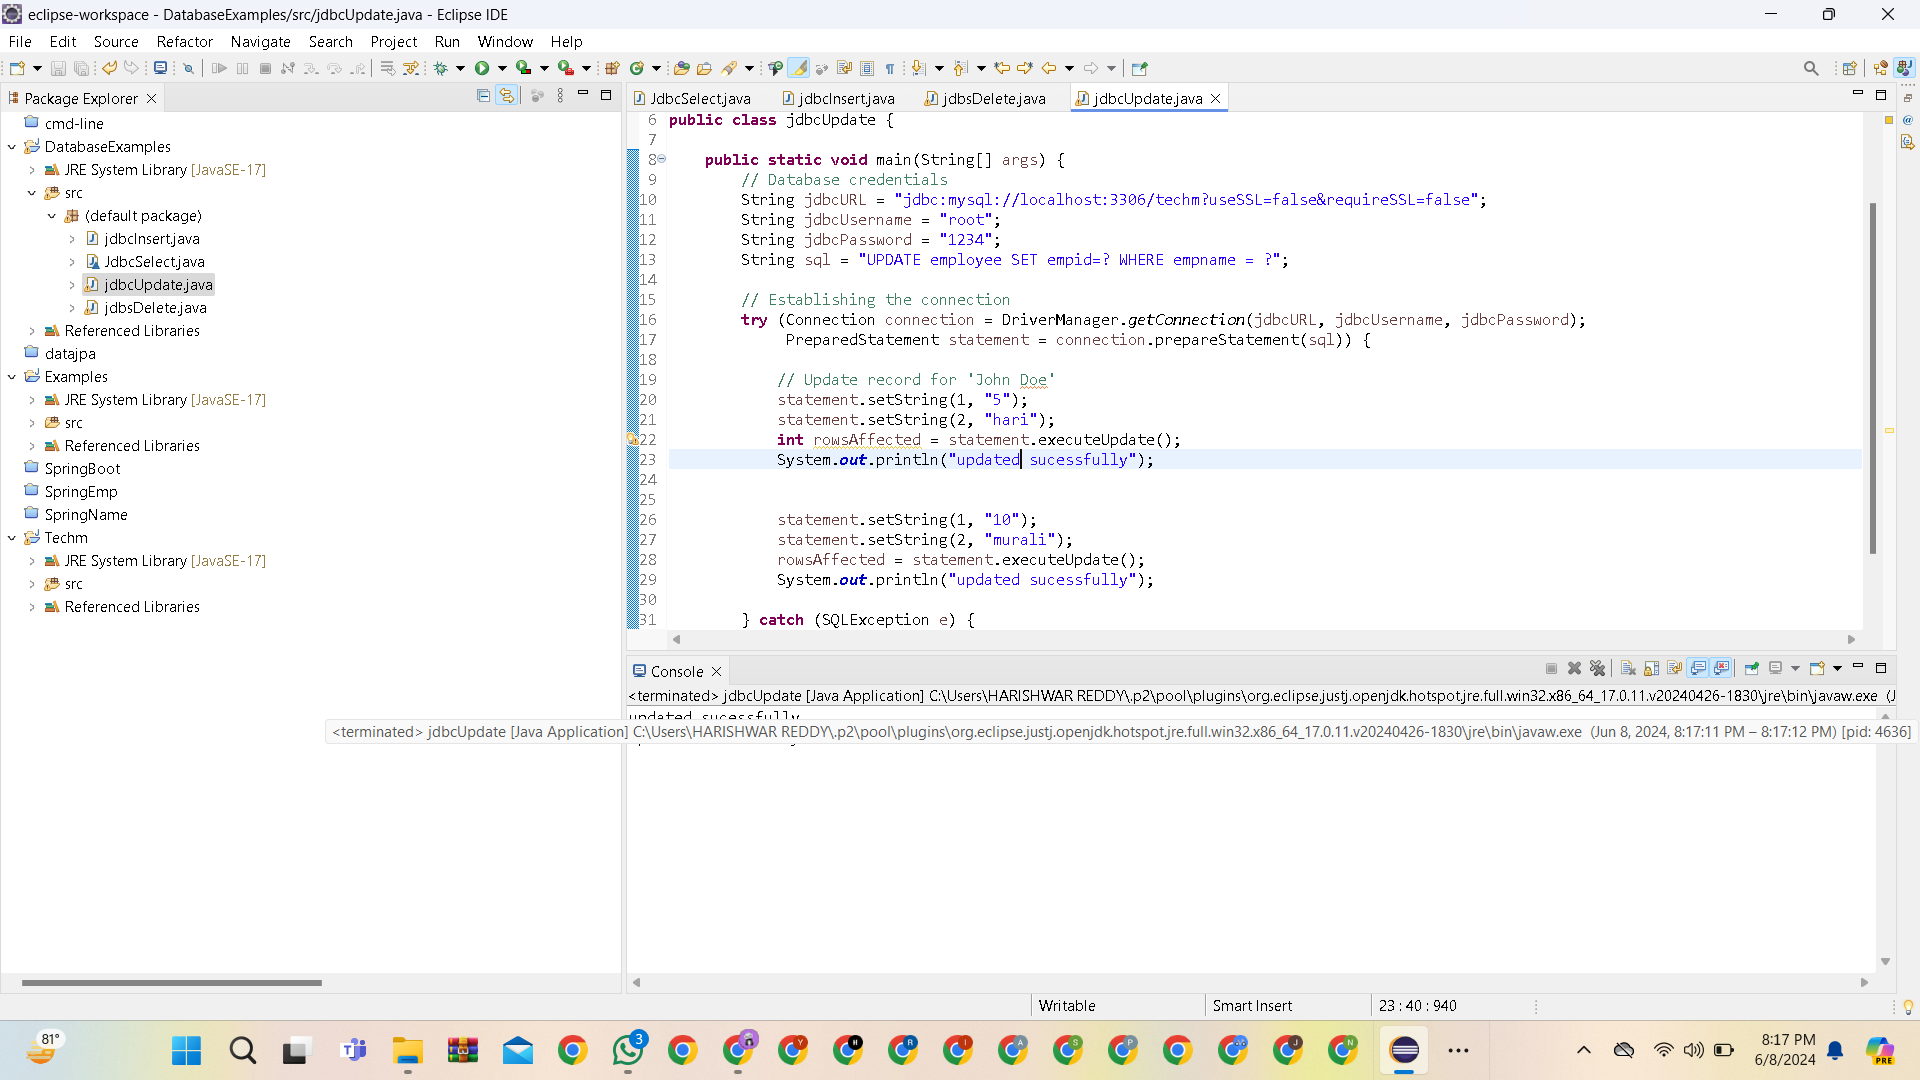 eclipse-workspace - DatabaseExamples/src/jdbcUpdate.java - Eclipse IDE
File Edit Source Refactor Navigate Search Project Run Window Help
Package Explorer
cmd-line
DatabaseExamples
JRE System Library [JavaSE-17]
src
(default package)
jdbcInsert.java
JdbcSelect.java
jdbcUpdate.java
jdbsDelete.java
Referenced Libraries
datajpa
Examples
JRE System Library [JavaSE-17]
src
Referenced Libraries
SpringBoot
SpringEmp
SpringName
Techm
JRE System Library [JavaSE-17]
src
Referenced Libraries
JdbcSelect.java jdbcInsert.java jdbsDelete.java jdbcUpdate.java
6 public class jdbcUpdate {
7
8 public static void main(String[] args) {
9 // Database credentials
10 String jdbcURL = "jdbc:mysql://localhost:3306/techm?useSSL=false&requireSSL=false";
11 String jdbcUsername = "root";
12 String jdbcPassword = "1234";
13 String sql = "UPDATE employee SET empid=? WHERE empname = ?";
14
15 // Establishing the connection
16 try (Connection connection = DriverManager.getConnection(jdbcURL, jdbcUsername, jdbcPassword);
17 PreparedStatement statement = connection.prepareStatement(sql)) {
18
19 // Update record for 'John Doe'
20 statement.setString(1, "5");
21 statement.setString(2, "hari");
22 int rowsAffected = statement.executeUpdate();
23 System.out.println("updated sucessfully");
24
25
26 statement.setString(1, "10");
27 statement.setString(2, "murali");
28 rowsAffected = statement.executeUpdate();
29 System.out.println("updated sucessfully");
30
31 } catch (SQLException e) {
Console
<terminated> jdbcUpdate [Java Application] C:\Users\HARISHWAR REDDY\.p2\pool\plugins\org.eclipse.justj.openjdk.hotspot.jre.full.win32.x86_64_17.0.11.v20240426-1830\jre\bin\javaw.exe (J
updated sucessfully
<terminated> jdbcUpdate [Java Application] C:\Users\HARISHWAR REDDY\.p2\pool\plugins\org.eclipse.justj.openjdk.hotspot.jre.full.win32.x86_64_17.0.11.v20240426-1830\jre\bin\javaw.exe (Jun 8, 2024, 8:17:11 PM – 8:17:12 PM) [pid: 4636]
Writable Smart Insert 23 : 40 : 940
81°
3
8:17 PM
6/8/2024
PRE